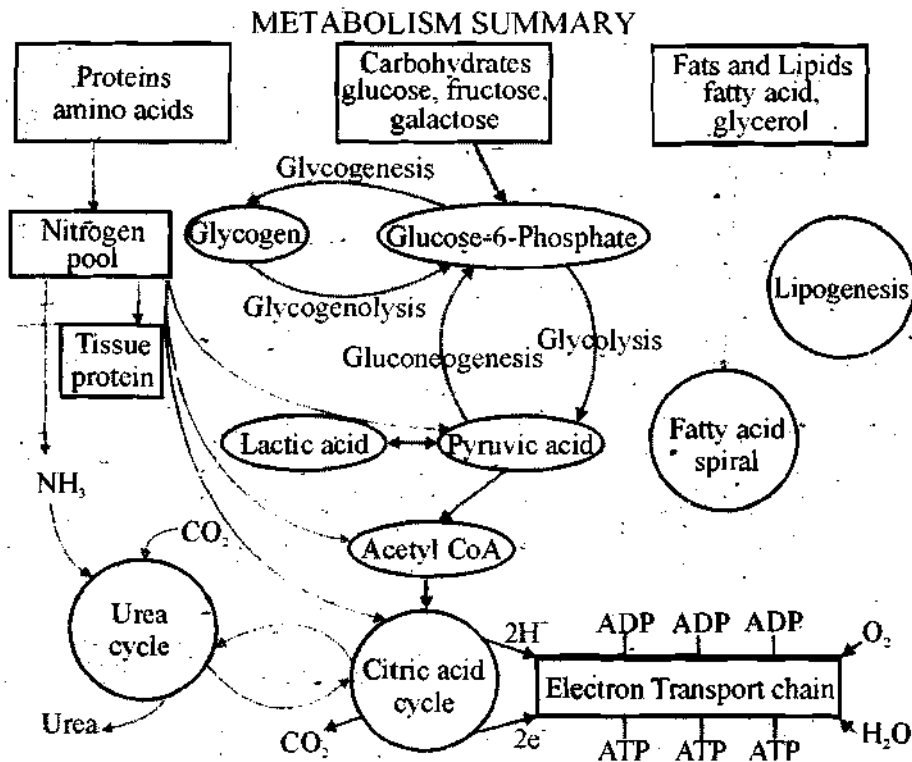 METABOLISM SUMMARY
Proteins
amino acids
Carbohydrates
glucose, fructose,
galactose
Fats and Lipids
fatty acid,
glycerol
Glycogenesis
Nitrogen
pool
Glycogen
Glucose-6-Phosphate
Lipogenesis
Glycogenolysis
Glycolysis
Gluconeogenesis
Tissue
protein
Lactic acid
Pyruvic acid
Fatty acid
spiral
NH₃
CO₂
Acetyl CoA
Urea
cycle
Citric acid
cycle
2H⁻
ADP ADP ADP
O₂
Electron Transport chain
Urea
CO₂
2e⁻
ATP ATP ATP
H₂O